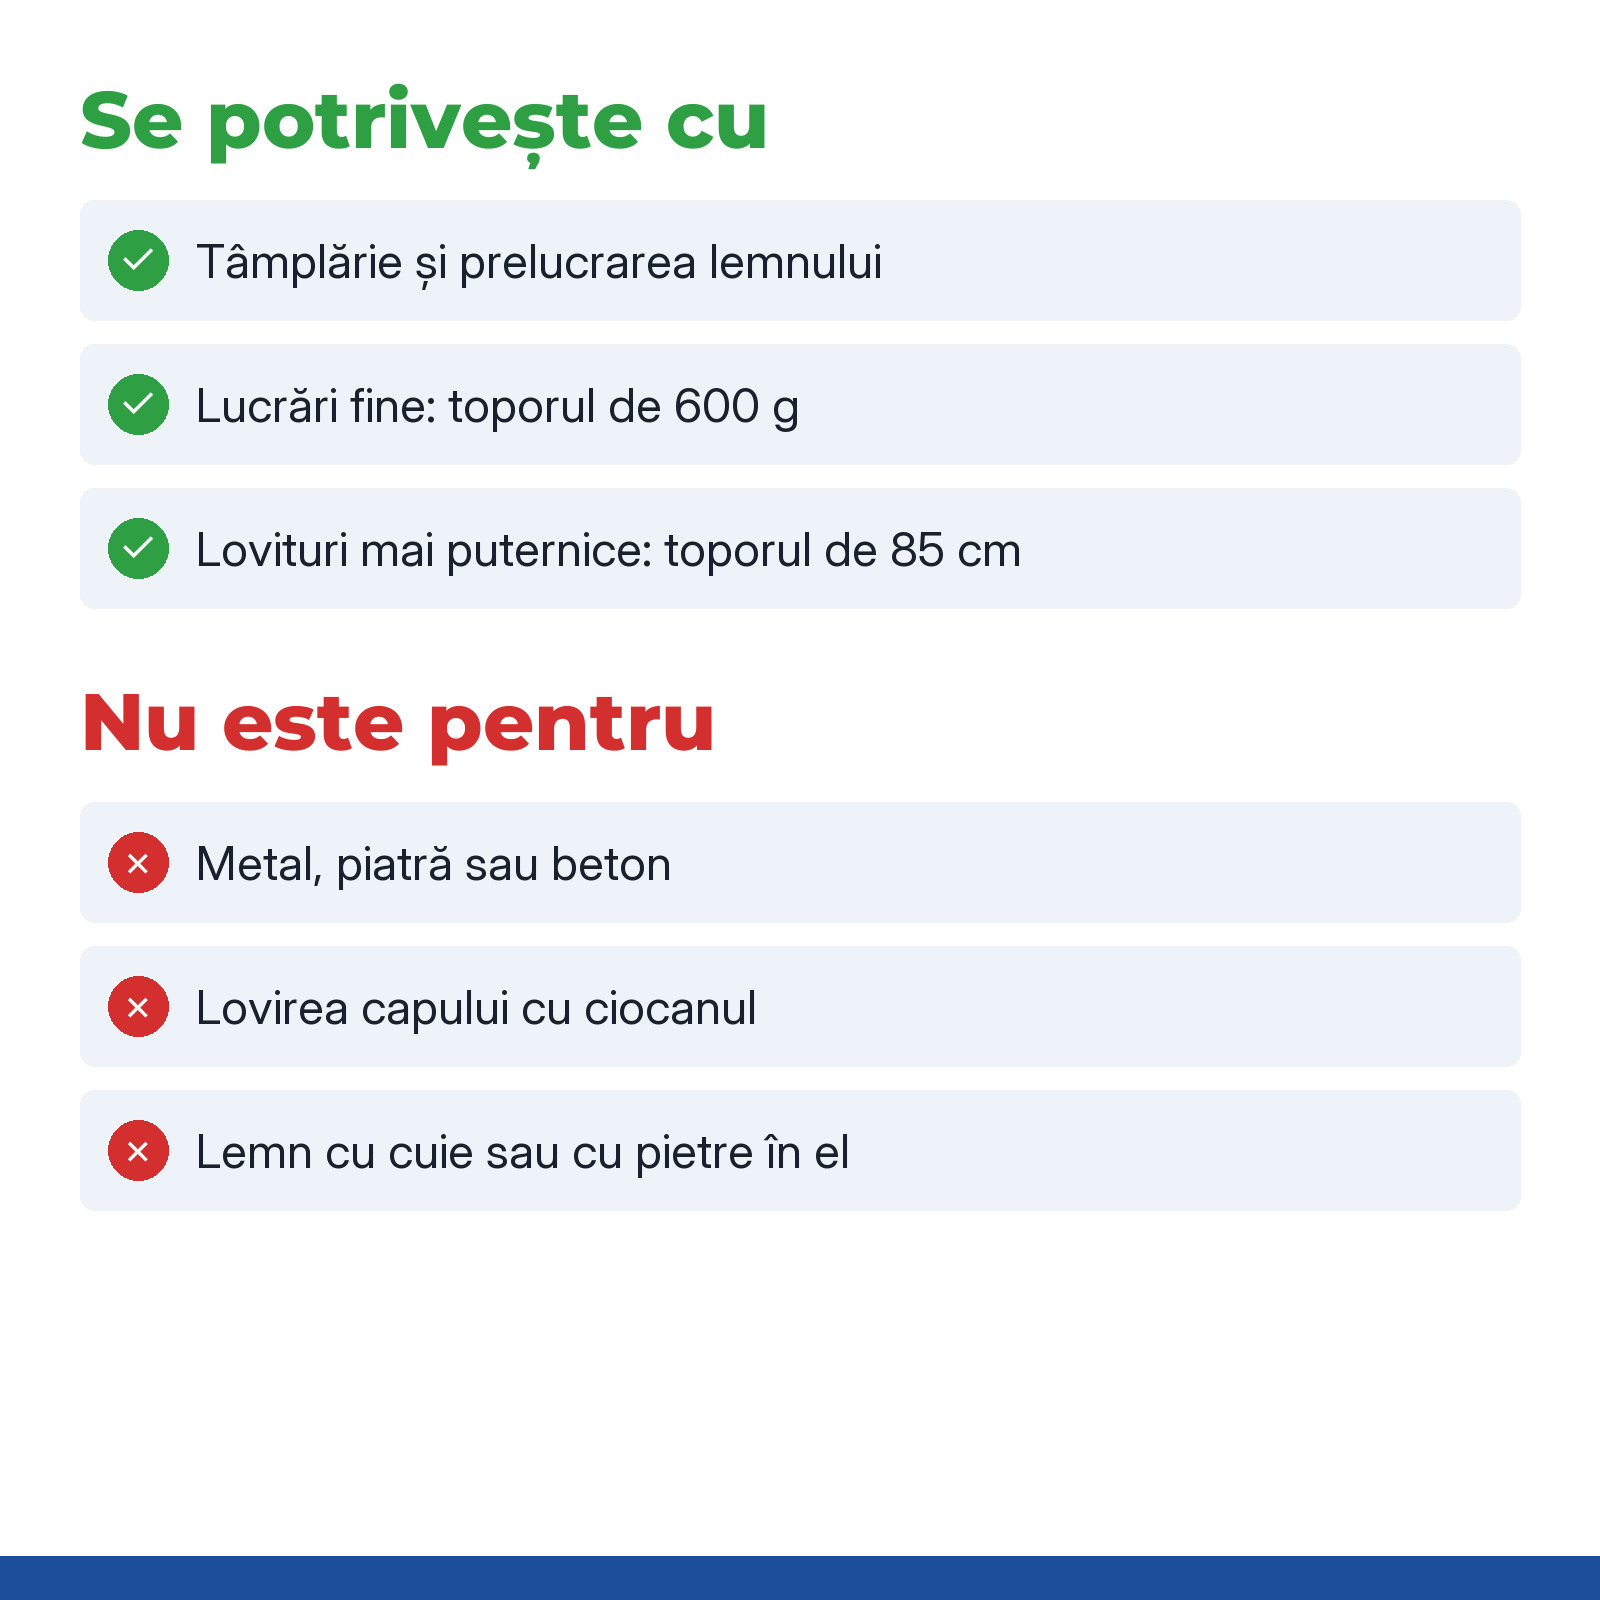 Se potrivește cu
Tâmplărie și prelucrarea lemnului
Lucrări fine: toporul de 600 g
Lovituri mai puternice: toporul de 85 cm
Nu este pentru
Metal, piatră sau beton
Lovirea capului cu ciocanul
Lemn cu cuie sau cu pietre în el